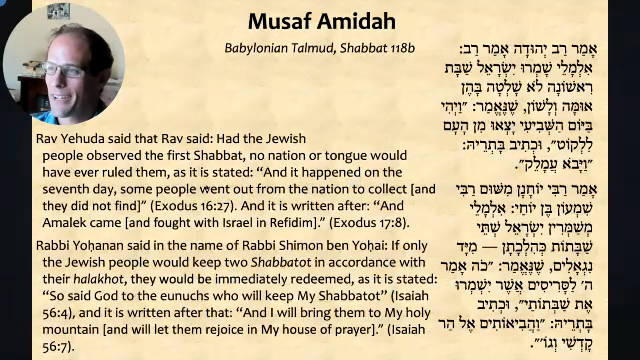 Musaf Amidah
Babylonian Talmud, Shabbat 118b
Rav Yehuda said that Rav said: Had the Jewish
people observed the first Shabbat, no nation or tongue would
have ever ruled them, as it is stated: “And it happened on the
seventh day, some people went out from the nation to collect [and
they did not find]” (Exodus 16:27). And it is written after: “And
Amalek came [and fought with Israel in Refidim].” (Exodus 17:8).
Rabbi Yoḥanan said in the name of Rabbi Shimon ben Yoḥai: If only
the Jewish people would keep two Shabbatot in accordance with
their halakhot, they would be immediately redeemed, as it is stated:
“So said God to the eunuchs who will keep My Shabbatot” (Isaiah
56:4), and it is written after that: “And I will bring them to My holy
mountain [and will let them rejoice in My house of prayer].” (Isaiah
56:7).
אָמַר רַב יְהוּדָה אָמַר רַב:
אִלְמָלֵי שָׁמְרוּ יִשְׂרָאֵל שַׁבָּת
רִאשׁוֹנָה לֹא שָׁלְטָה בָּהֶן
אוּמָּה וְלָשׁוֹן, שֶׁנֶּאֱמַר: ״וַיְהִי
בַּיּוֹם הַשְּׁבִיעִי יָצְאוּ מִן הָעָם
לִלְקוֹט״, וּכְתִיב בָּתְרֵיהּ:
״וַיָּבֹא עֲמָלֵק״.
אָמַר רַבִּי יוֹחָנָן מִשּׁוּם רַבִּי
שִׁמְעוֹן בֶּן יוֹחַי: אִלְמָלֵי
מְשַׁמְּרִין יִשְׂרָאֵל שְׁתֵּי
שַׁבָּתוֹת כְּהִלְכָתָן — מִיָּד
נִגְאָלִים, שֶׁנֶּאֱמַר: ״כֹּה אָמַר
ה׳ לַסָּרִיסִים אֲשֶׁר יִשְׁמְרוּ
אֶת שַׁבְּתוֹתַי״, וּכְתִיב
בָּתְרֵיהּ: ״וַהֲבִיאוֹתִים אֶל הַר
קָדְשִׁי וְגוֹ׳״.